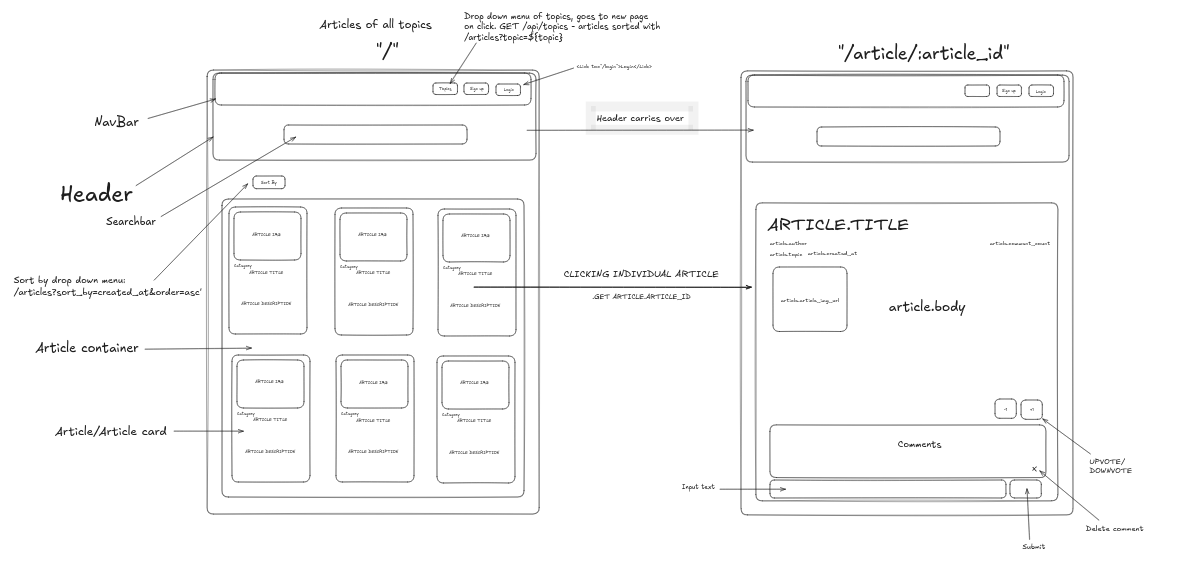 Articles of all topics
"/"
Drop down menu of topics, goes to new page
on click. GET /api/topics - articles sorted with
/articles?topic=${topic}
"/article/:article_id"
Topics
Sign up
Login
NavBar
Header carries over
Header
Searchbar
Sort By
Sort by drop down menu:
/articles?sort_by=created_at&order=asc'
ARTICLE IMG
Category
ARTICLE TITLE
ARTICLE DESCRIPTION
ARTICLE IMG
Category
ARTICLE TITLE
ARTICLE DESCRIPTION
ARTICLE IMG
Category
ARTICLE TITLE
ARTICLE DESCRIPTION
Article container
ARTICLE IMG
Category
ARTICLE TITLE
ARTICLE DESCRIPTION
ARTICLE IMG
Category
ARTICLE TITLE
ARTICLE DESCRIPTION
ARTICLE IMG
Category
ARTICLE TITLE
ARTICLE DESCRIPTION
Article/Article card
CLICKING INDIVIDUAL ARTICLE
.GET ARTICLE.ARTICLE_ID
Sign up
Login
ARTICLE.TITLE
article.author
article.comment_count
article.topic
article.created_at
article.article_img_url
article.body
-1
+1
Comments
X
UPVOTE/
DOWNVOTE
Input text
Delete comment
Submit